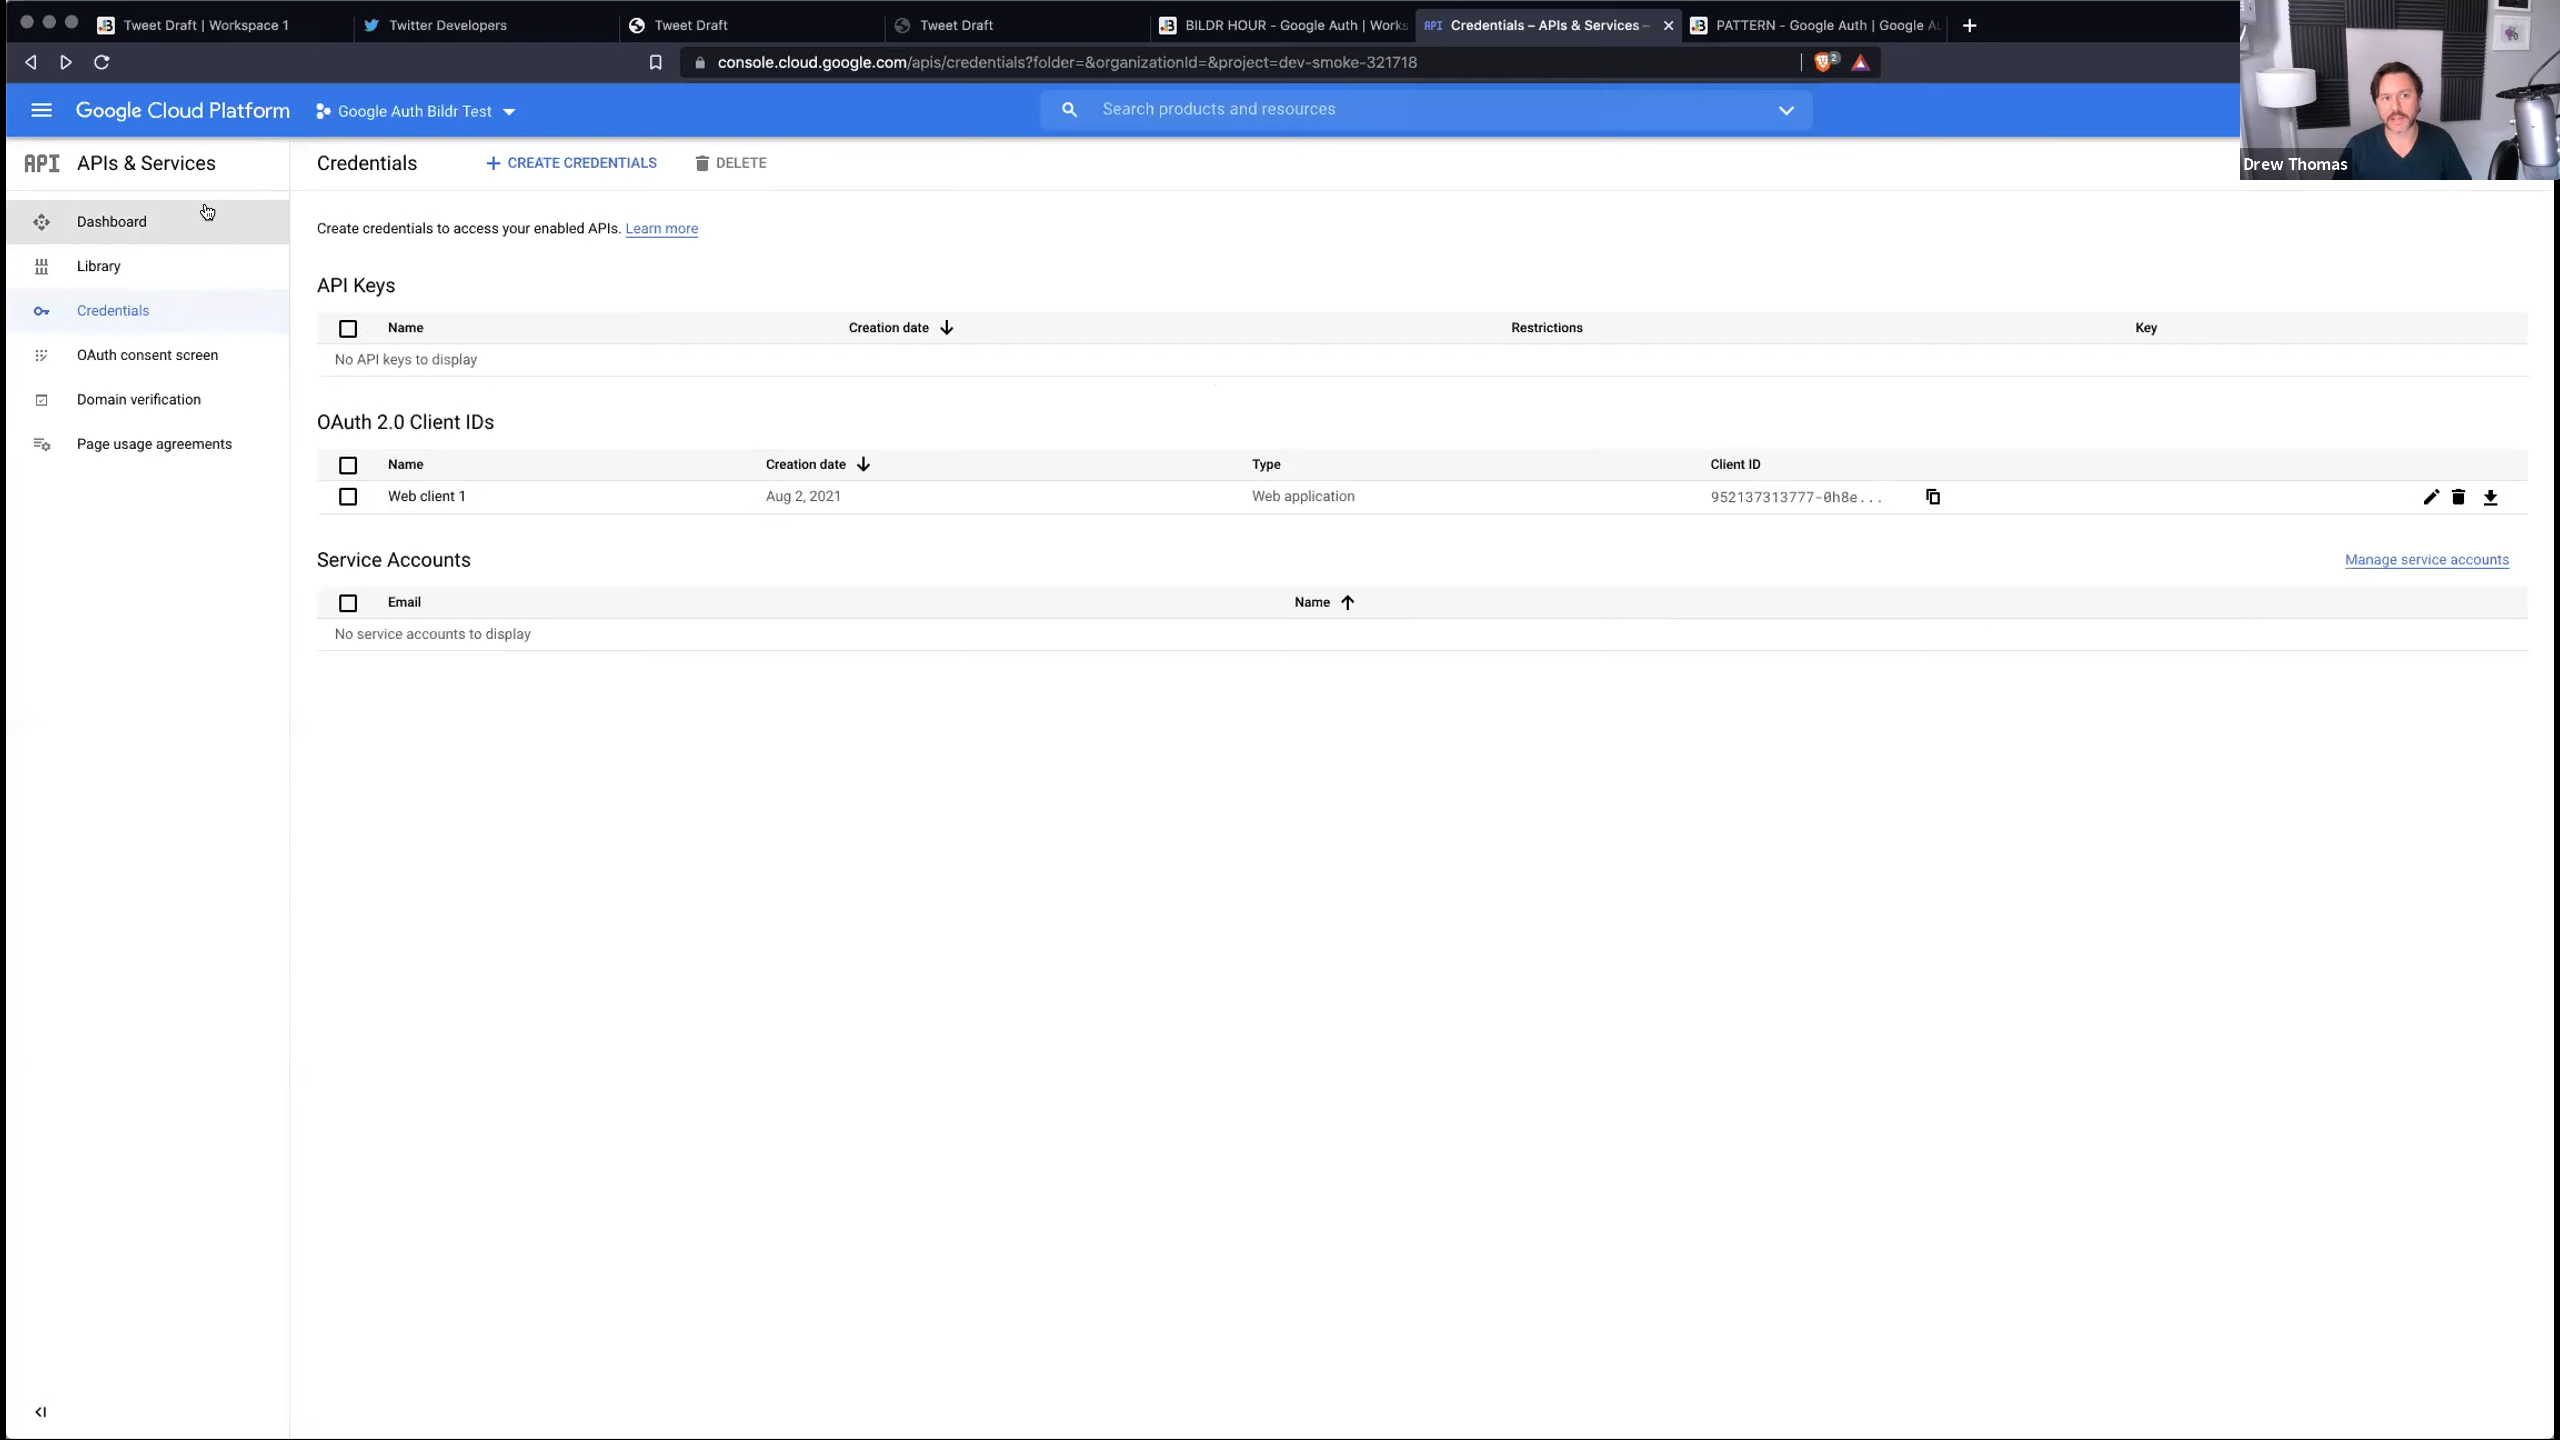 Tweet Draft | Workspace 1
Twitter Developers
Tweet Draft
Tweet Draft
BILDR HOUR - Google Auth | Works
API Credentials – APIs & Services –
PATTERN - Google Auth | Google Au
console.cloud.google.com/apis/credentials?folder=&organizationId=&project=dev-smoke-321718
2
Google Cloud Platform
Google Auth Bildr Test
Search products and resources
Drew Thomas
API APIs & Services
Credentials
CREATE CREDENTIALS
DELETE
Dashboard
Library
Credentials
OAuth consent screen
Domain verification
Page usage agreements
Create credentials to access your enabled APIs. Learn more
API Keys
Name Creation date Restrictions Key
No API keys to display
OAuth 2.0 Client IDs
Name Creation date Type Client ID
Web client 1 Aug 2, 2021 Web application 952137313777-0h8e...
Service Accounts
Manage service accounts
Email Name
No service accounts to display